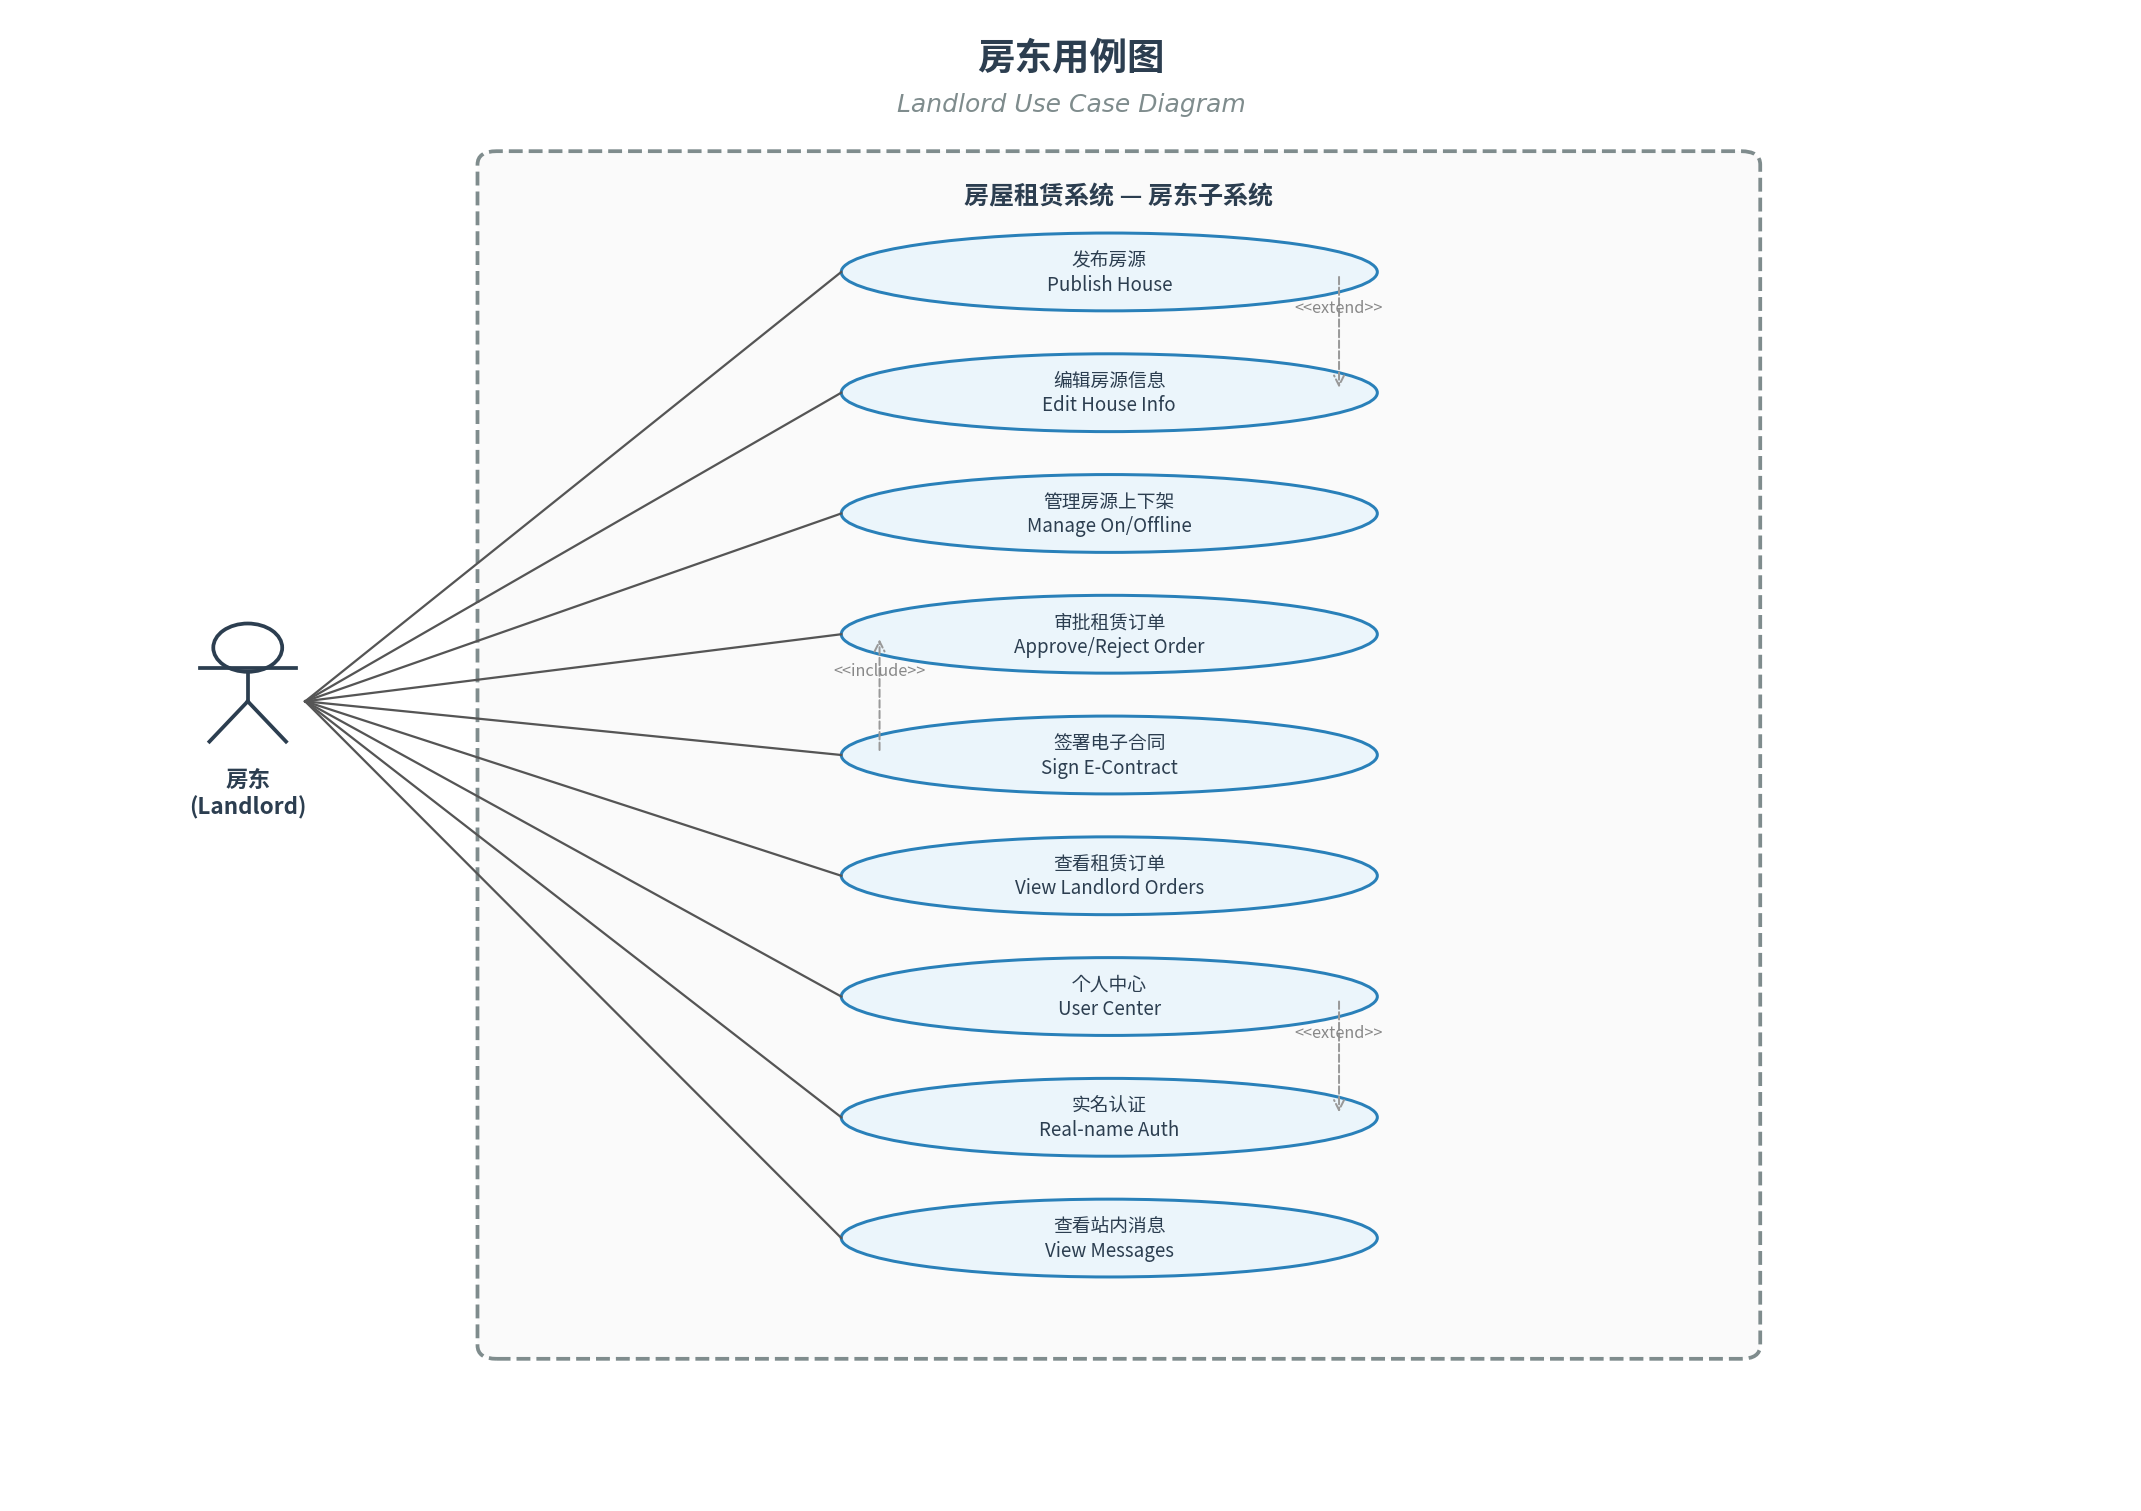 房东用例图
Landlord Use Case Diagram
房屋租赁系统 — 房东子系统
发布房源
Publish House
<<extend>>
编辑房源信息
Edit House Info
管理房源上下架
Manage On/Offline
审批租赁订单
Approve/Reject Order
<<include>>
签署电子合同
Sign E-Contract
房东
(Landlord)
查看租赁订单
View Landlord Orders
个人中心
User Center
<<extend>>
实名认证
Real-name Auth
查看站内消息
View Messages